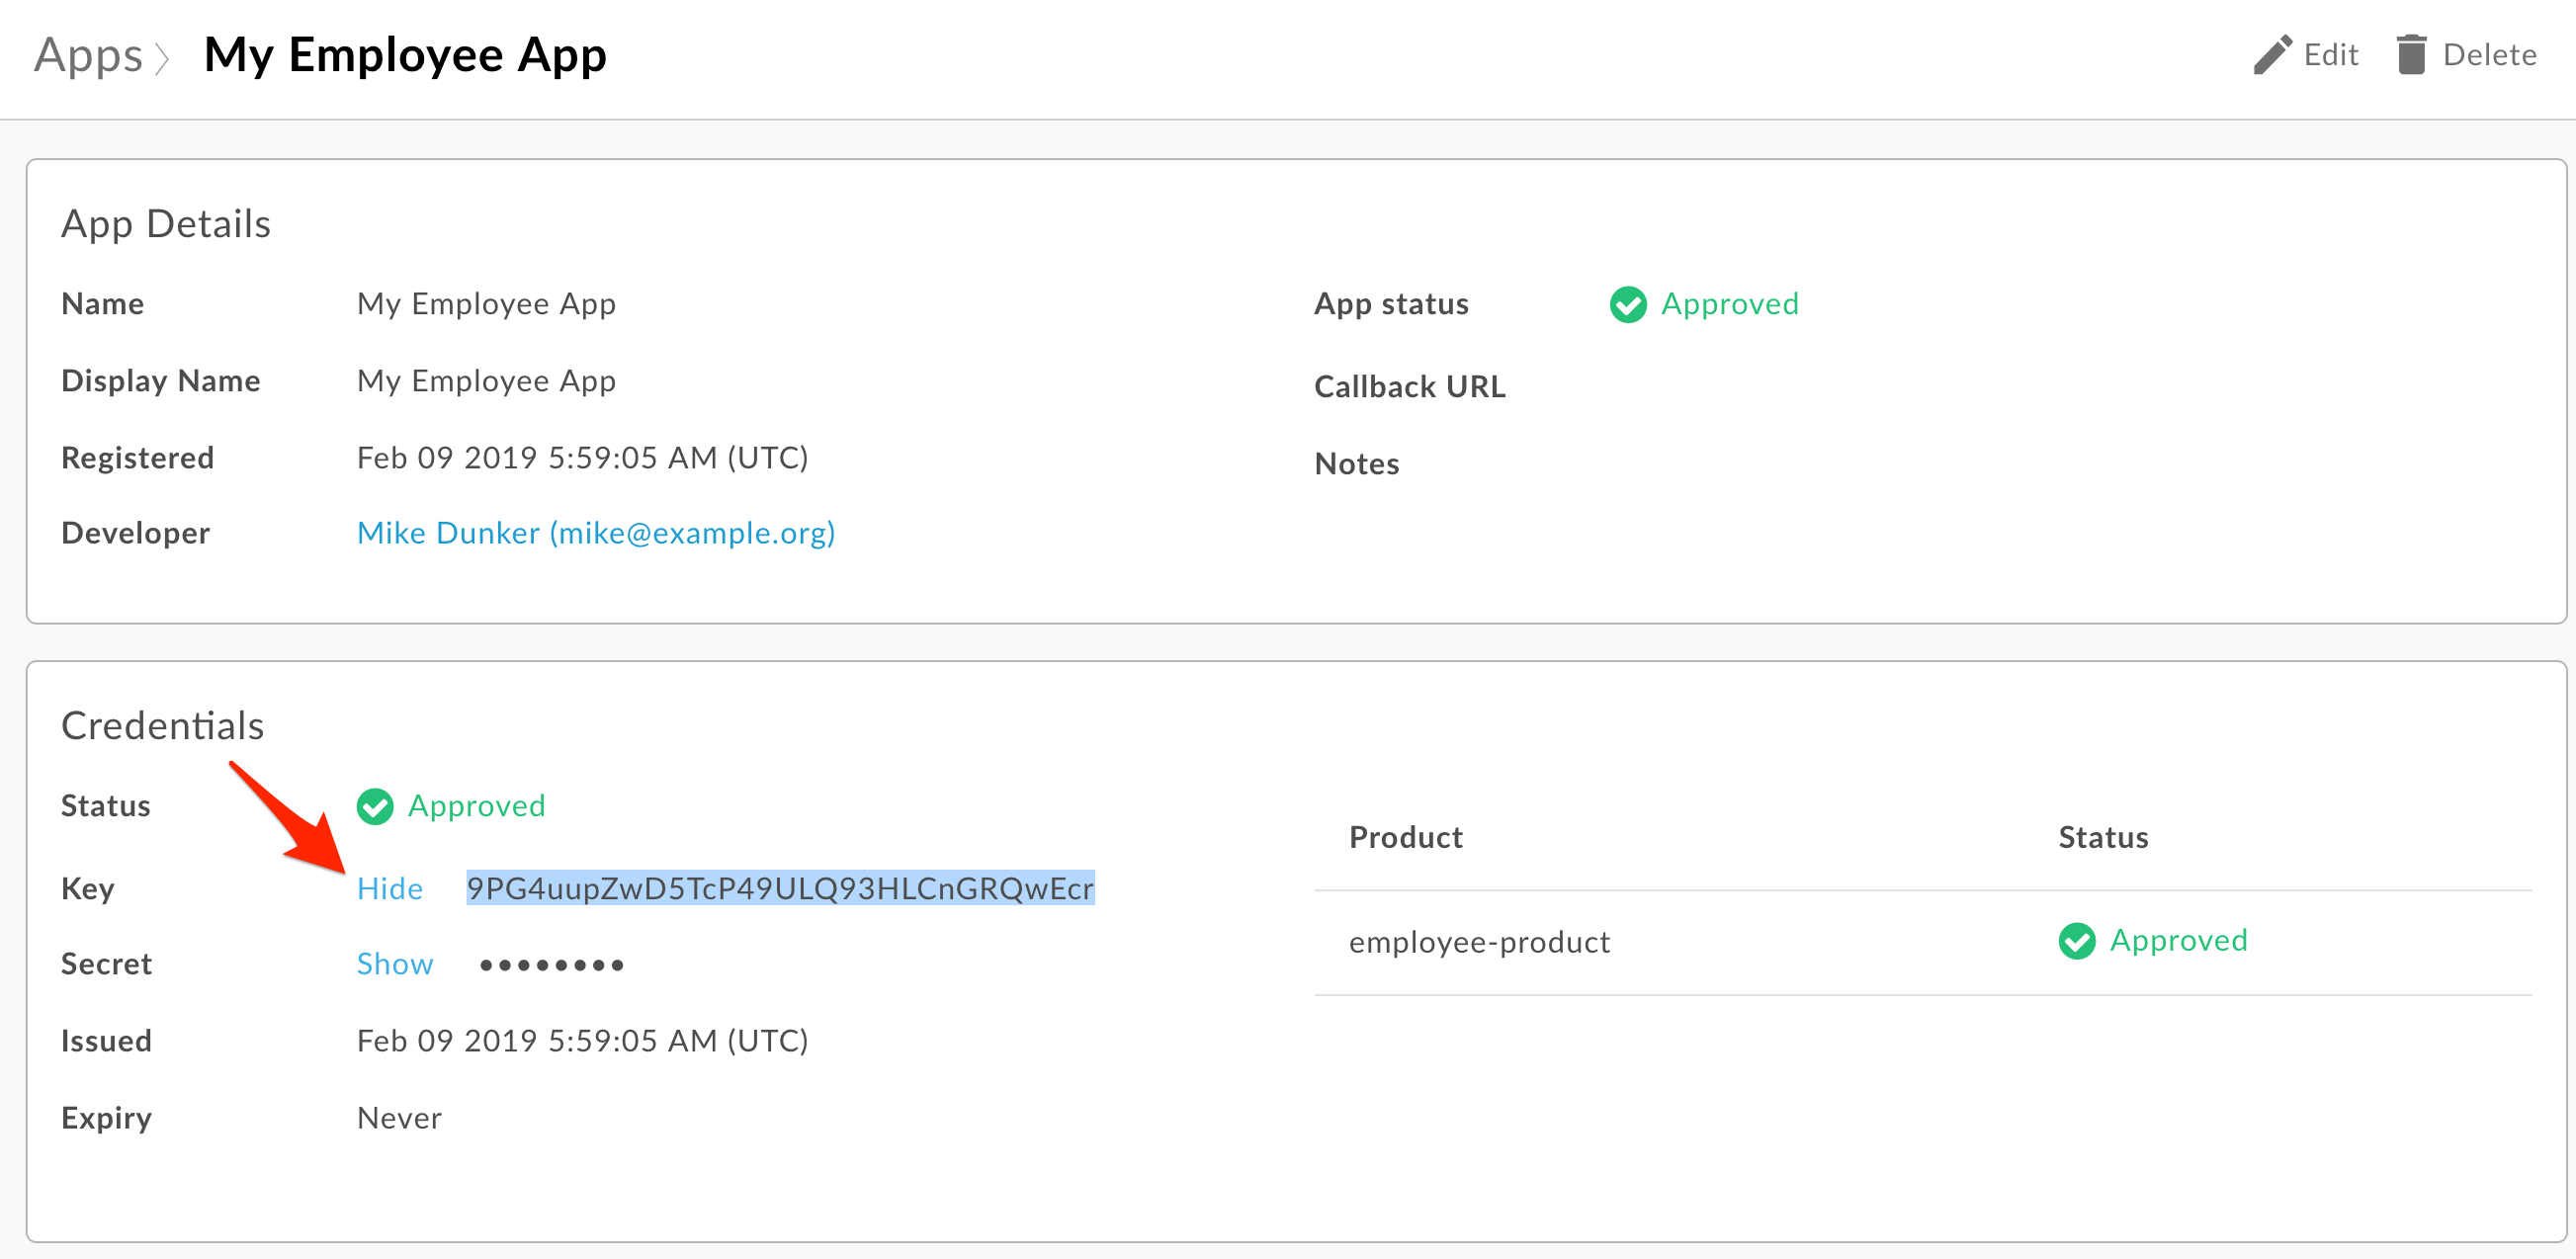 Apps › My Employee App
Edit
Delete
App Details
Name My Employee App
Display Name My Employee App
Registered Feb 09 2019 5:59:05 AM (UTC)
Developer Mike Dunker (mike@example.org)
App status Approved
Callback URL
Notes
Credentials
Status Approved
Key Hide 9PG4uupZwD5TcP49ULQ93HLCnGRQwEcr
Secret Show ••••••••
Issued Feb 09 2019 5:59:05 AM (UTC)
Expiry Never
Product Status
employee-product Approved